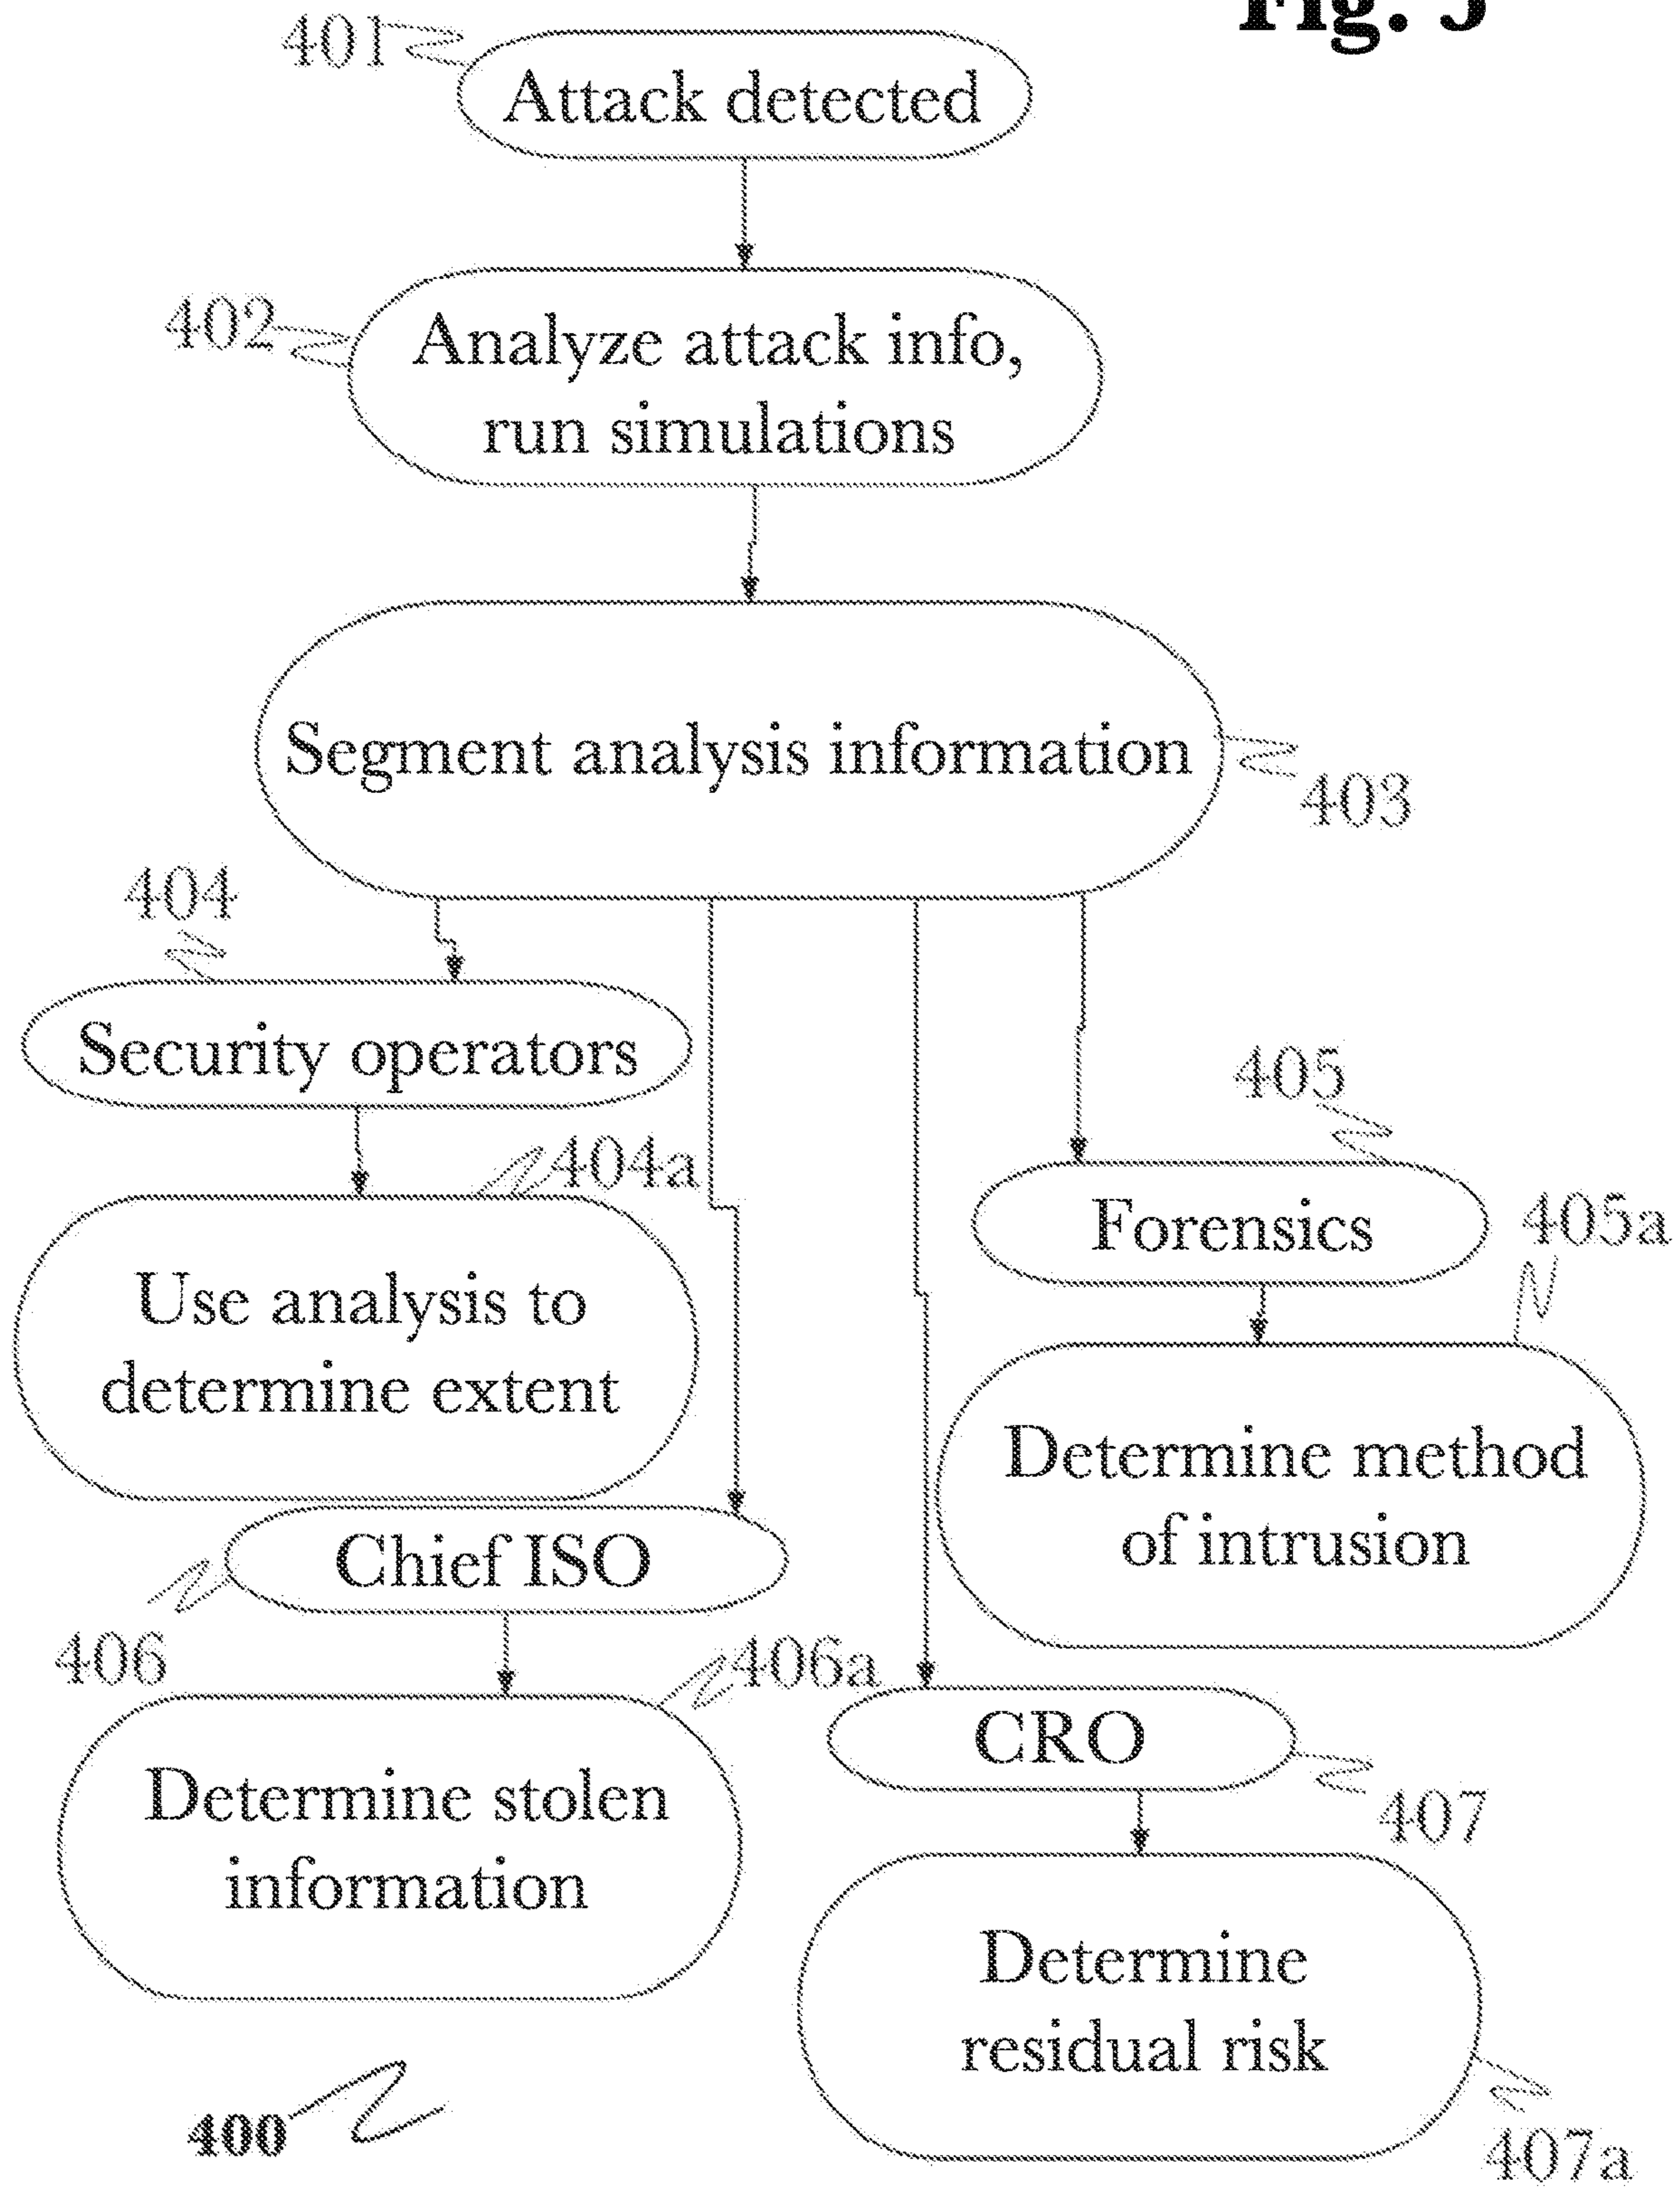 Fig.
401
Attack detected
402
Analyze attack info,
run simulations
Segment analysis information
403
404
Security operators
405
404a
Forensics
405a
Use analysis to
determine extent
Determine method
of intrusion
Chief ISO
406
406a
CRO
407
Determine stolen
information
Determine
residual risk
400
407a